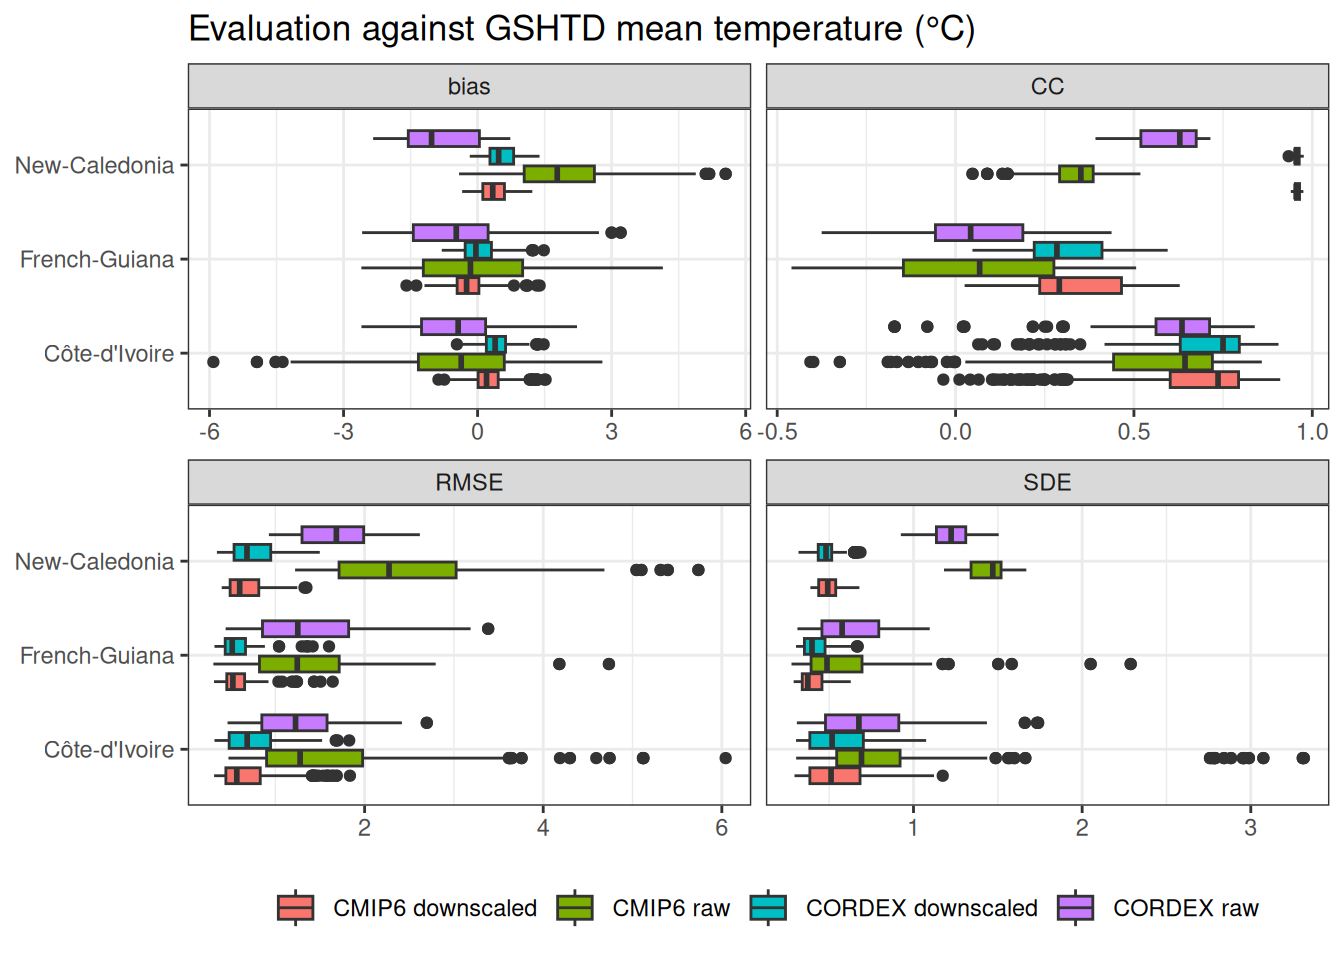 Evaluation against GSHTD mean temperature (°C)
bias
CC
New-Caledonia
French-Guiana
Côte-d'Ivoire
-6 -3 0 3 6
-0.5 0.0 0.5 1.0
RMSE
SDE
New-Caledonia
French-Guiana
Côte-d'Ivoire
2 4 6
1 2 3
CMIP6 downscaled CMIP6 raw CORDEX downscaled CORDEX raw